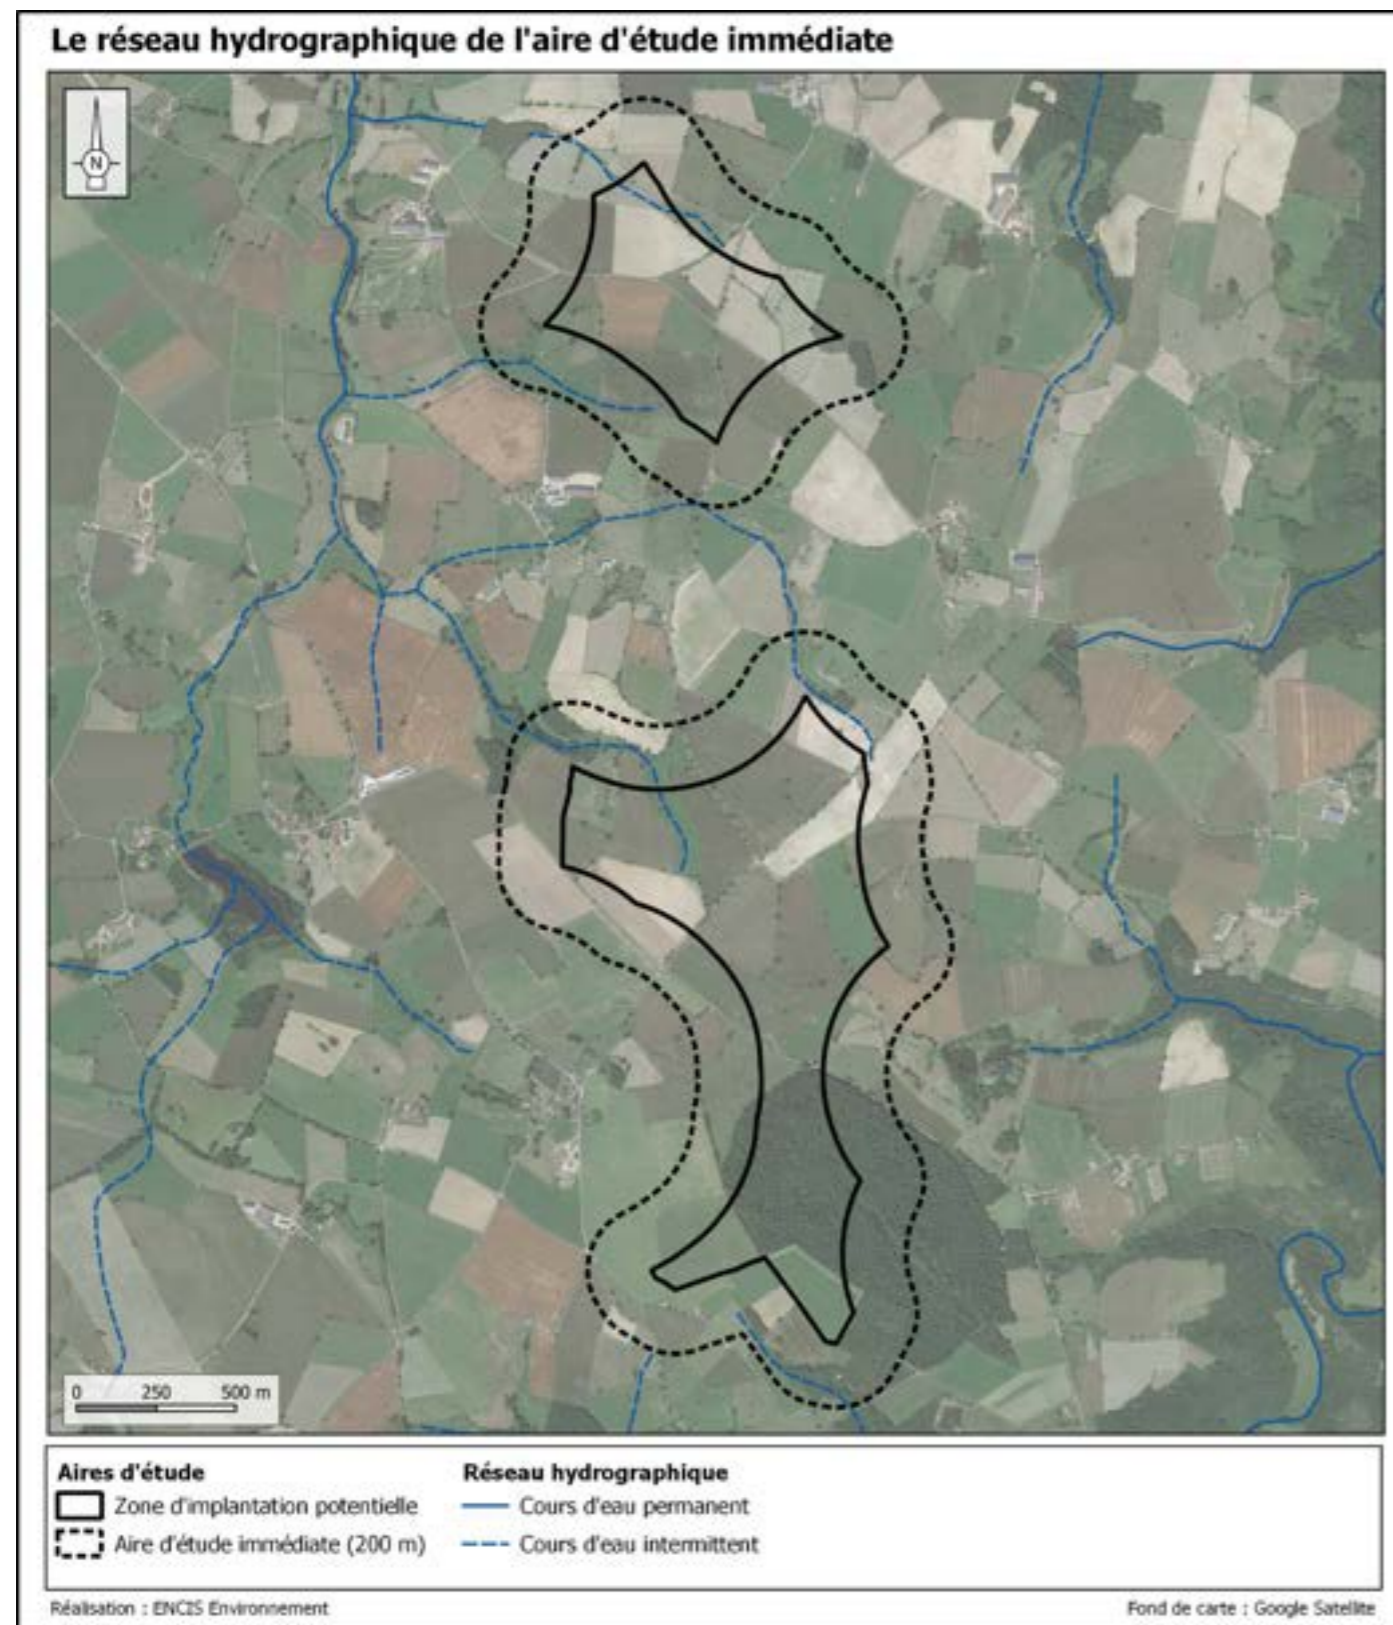 Le réseau hydrographique de l'aire d'étude immédiate
N
0 250 500 m
Aires d'étude
Zone d'implantation potentielle
Aire d'étude immédiate (200 m)
Réseau hydrographique
Cours d'eau permanent
Cours d'eau intermittent
Réalisation : ENCIS Environnement
Fond de carte : Google Satellite